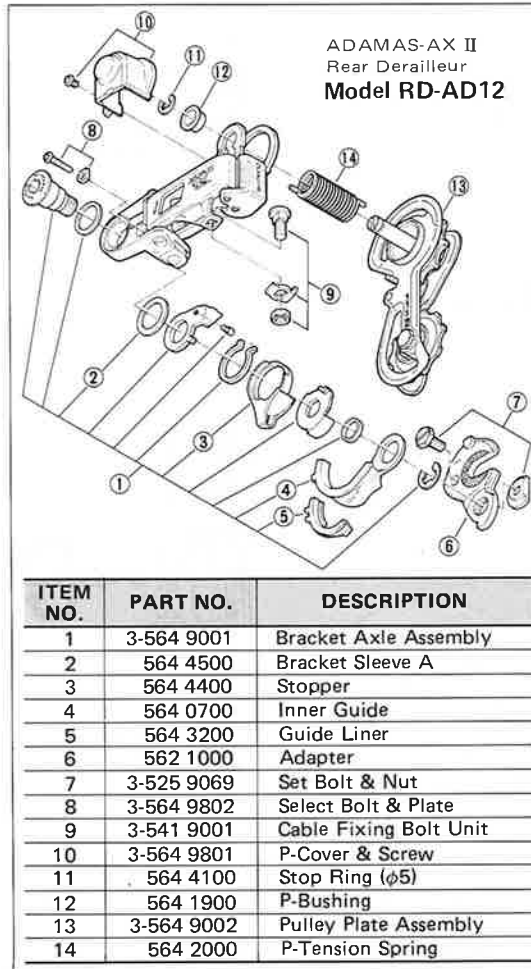 ADAMAS-AX II
Rear Derailleur
Model RD-AD12
⑩
⑪
⑫
⑧
⑭
⑬
⑨
②
③
⑦
①
④
⑤
⑥
ITEM NO. PART NO. DESCRIPTION
1 3-564 9001 Bracket Axle Assembly
2 564 4500 Bracket Sleeve A
3 564 4400 Stopper
4 564 0700 Inner Guide
5 564 3200 Guide Liner
6 562 1000 Adapter
7 3-525 9069 Set Bolt & Nut
8 3-564 9802 Select Bolt & Plate
9 3-541 9001 Cable Fixing Bolt Unit
10 3-564 9801 P-Cover & Screw
11 564 4100 Stop Ring (φ5)
12 564 1900 P-Bushing
13 3-564 9002 Pulley Plate Assembly
14 564 2000 P-Tension Spring